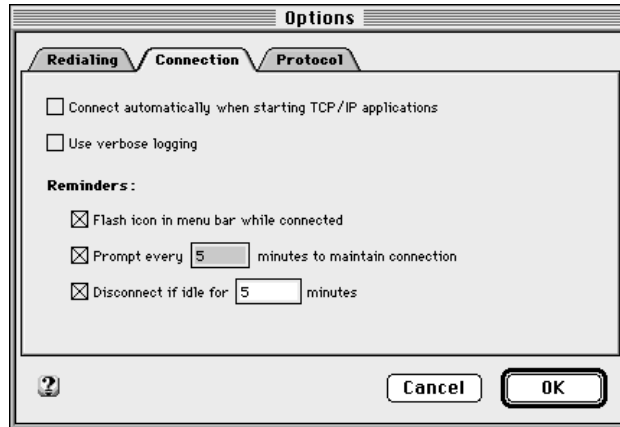 Options
Redialing Connection Protocol
Connect automatically when starting TCP/IP applications
Use verbose logging
Reminders:
Flash icon in menu bar while connected
Prompt every 5 minutes to maintain connection
Disconnect if idle for 5 minutes
? Cancel OK